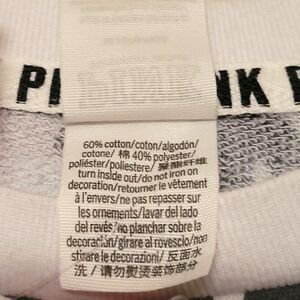 PI
NK P
60% cotton/coton/algodón/
cotone/ 棉 40% polyester/
poliéster/poliestere / 聚酯纤维
turn inside out/do not iron on
decoration/retourner le vêtement
à l'envers/ne pas repasser sur
les ornements/lavar del lado
del revés/no planchar sobre la
decoración/girare al rovescio/non
stirare le decorazioni/ 反面水
洗 / 请勿熨烫装饰部分